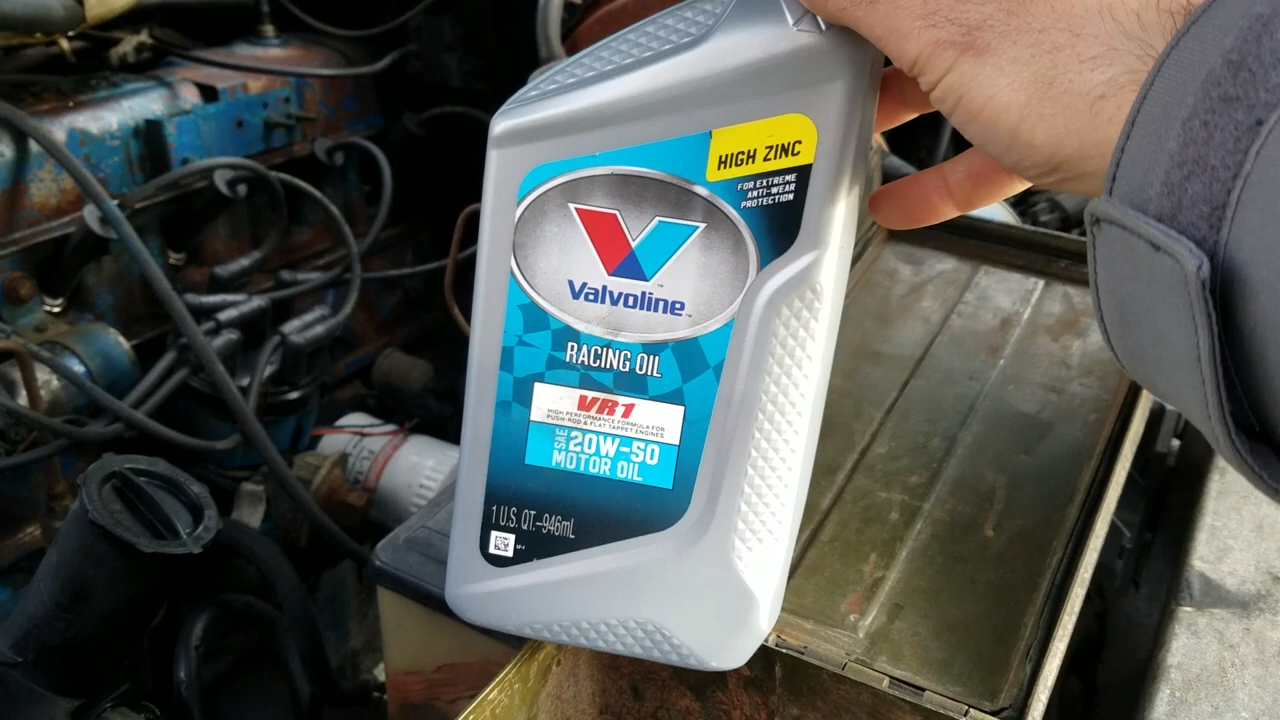 HIGH ZINC
FOR EXTREME
ANTI-WEAR
PROTECTION
Valvoline™
RACING OIL
VR1
HIGH PERFORMANCE FORMULA FOR
PUSH-ROD & FLAT TAPPET ENGINES
SAE 20W-50
MOTOR OIL
1 U.S. QT.-946mL